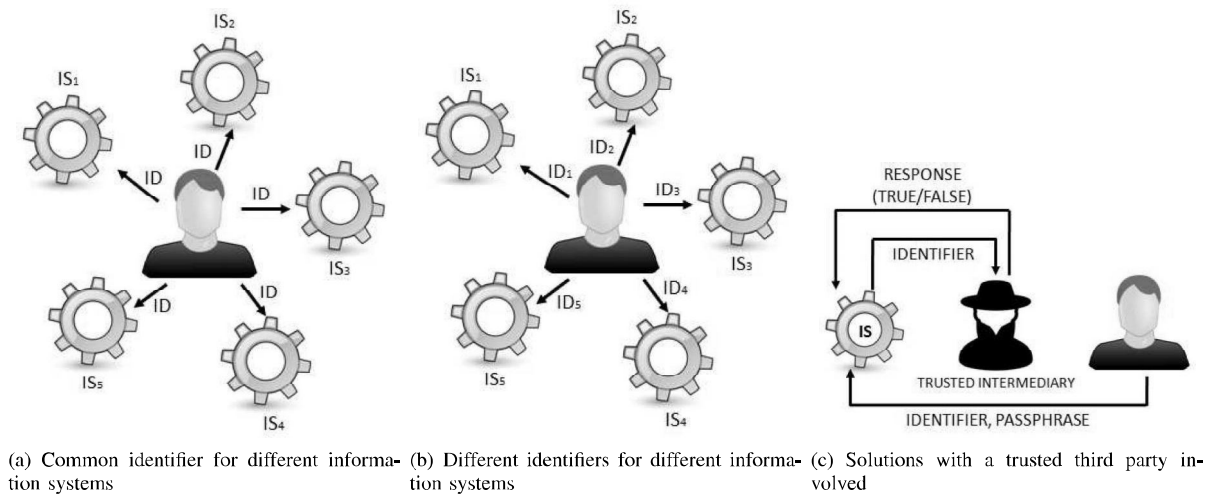 IS2
IS1
ID
ID
ID
IS3
ID
ID
IS5
IS4
IS2
IS1
ID1
ID2
ID3
IS3
ID5
ID4
IS5
IS4
RESPONSE
(TRUE/FALSE)
IDENTIFIER
IS
TRUSTED INTERMEDIARY
IDENTIFIER, PASSPHRASE
(a) Common identifier for different informa-
tion systems
(b) Different identifiers for different informa-
tion systems
(c) Solutions with a trusted third party in-
volved